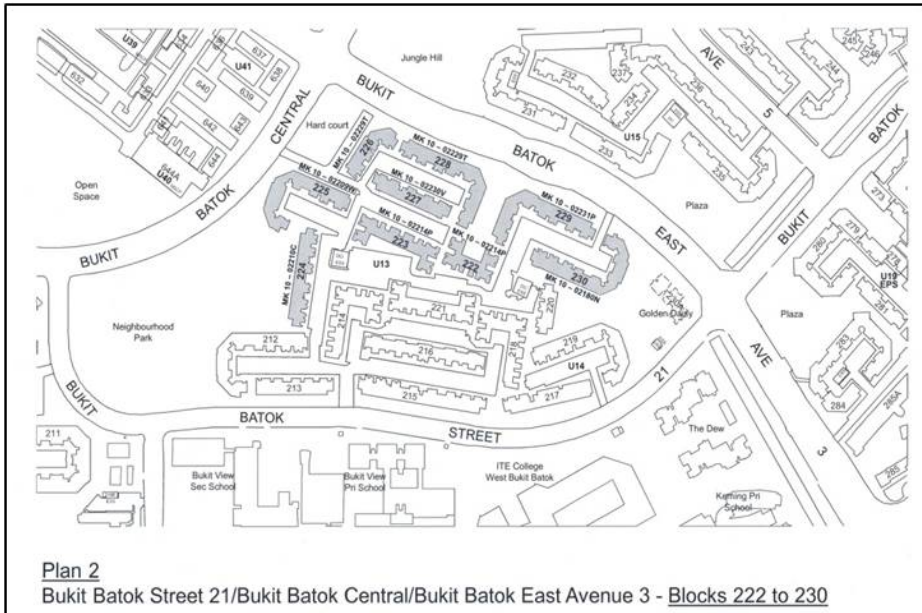 U39
U41
637
638
632
640
639
642
643
644
644A
U40
Open
Space
BUKIT
BATOK
CENTRAL
Hard court
Jungle Hill
BUKIT
BATOK
EAST
AVE
5
BUKIT
BATOK
AVE
3
232
237
236
234
231
233
U15
235
243
244
245
246
Plaza
273
279
280
278
U19
EPS
281
Plaza
283
284
285A
285
MK 10 – 02229T
226
MK 10 – 02229T
228
225
MK 10 – 02230V
227
MK 10 – 02214P
223
MK 10 – 02214P
222
MK 10 – 02231P
229
230
MK 10 – 02180N
MK 10 – 02210C
224
U13
221
220
214
212
216
218
219
U14
213
215
217
Golden Daisy
Neighbourhood
Park
BUKIT
BATOK
STREET
21
211
Bukit View
Sec School
Bukit View
Pri School
ITE College
West Bukit Batok
The Dew
Keming Pri
School
Plan 2
Bukit Batok Street 21/Bukit Batok Central/Bukit Batok East Avenue 3 - Blocks 222 to 230